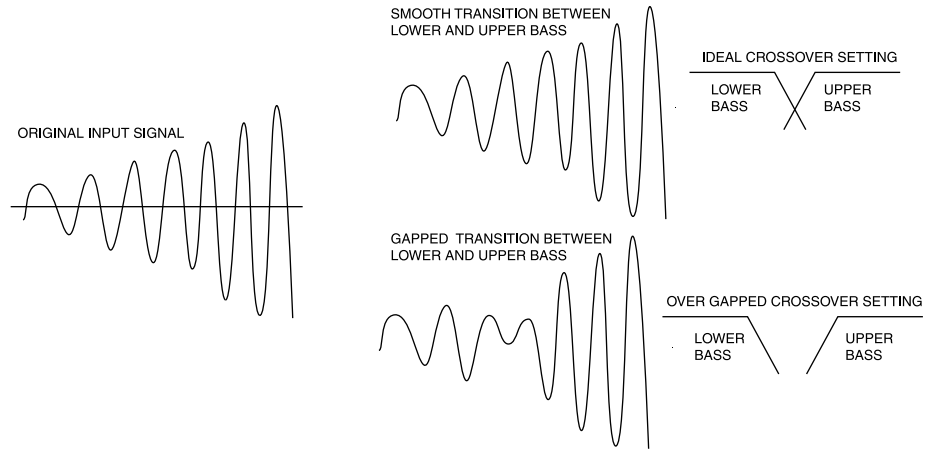 ORIGINAL INPUT SIGNAL
SMOOTH TRANSITION BETWEEN
LOWER AND UPPER BASS
IDEAL CROSSOVER SETTING
LOWER
BASS
UPPER
BASS
GAPPED TRANSITION BETWEEN
LOWER AND UPPER BASS
OVER GAPPED CROSSOVER SETTING
LOWER
BASS
UPPER
BASS